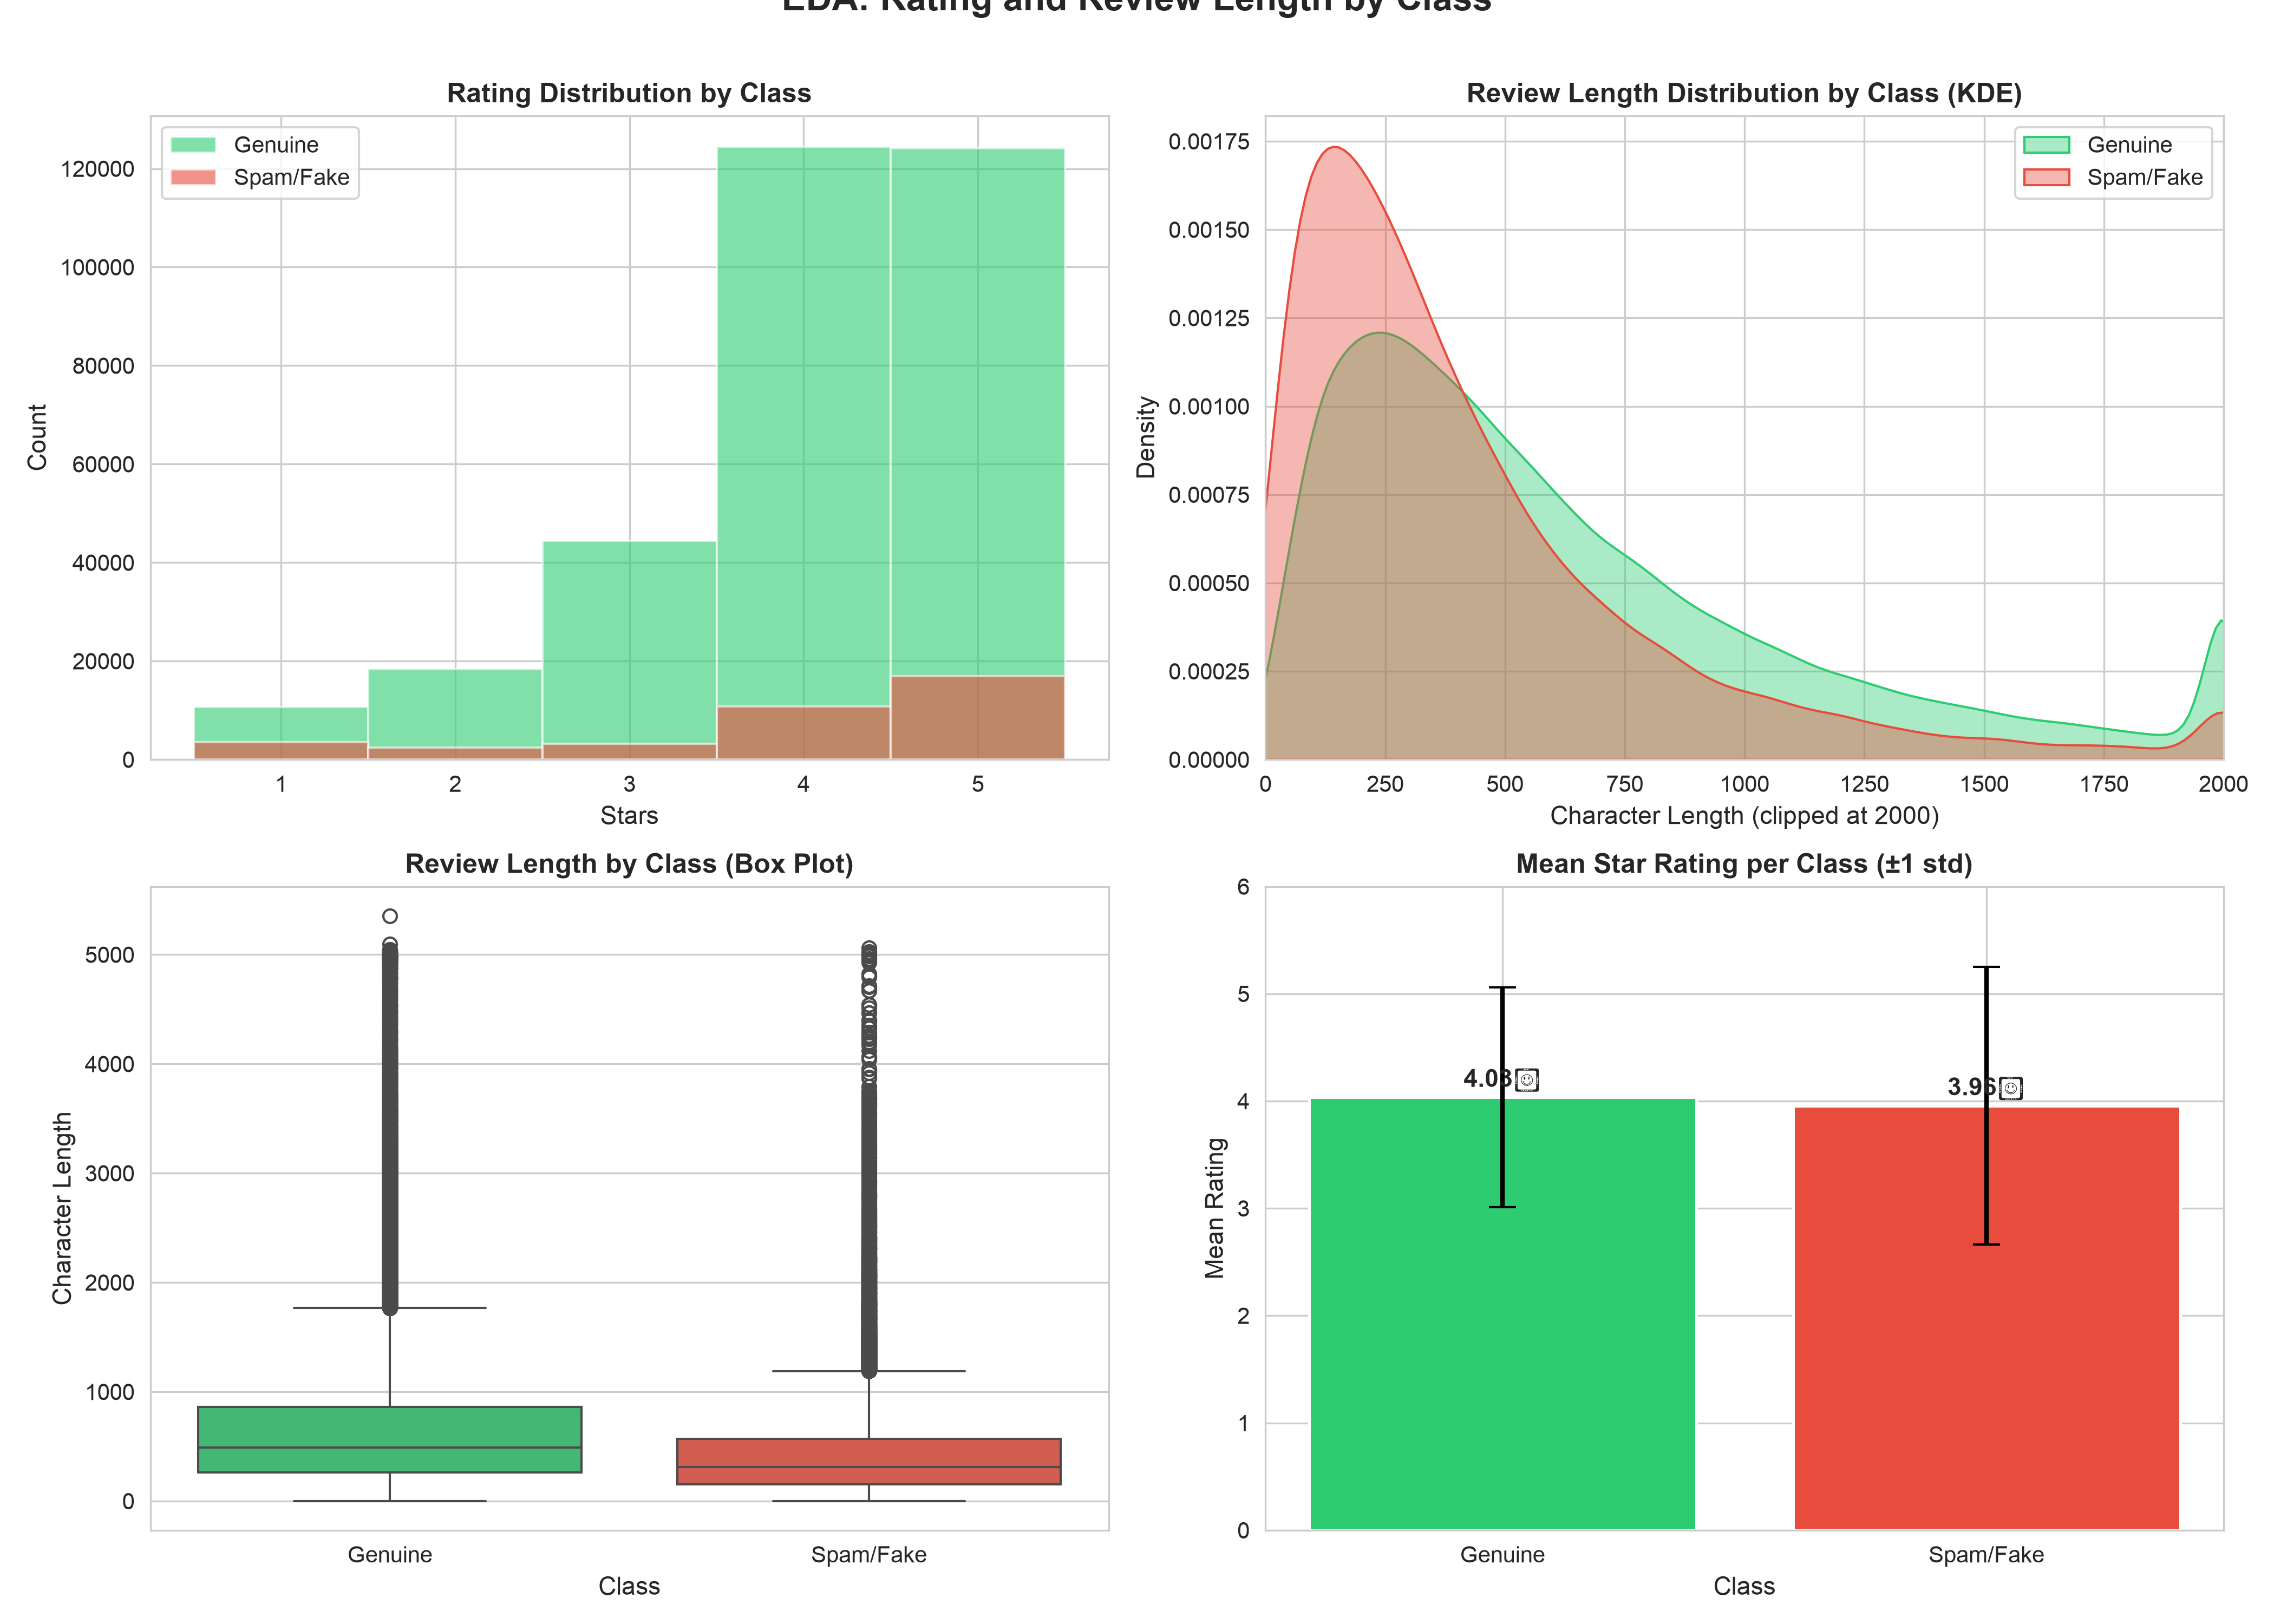 EDA: Rating and Review Length by Class
Rating Distribution by Class
Genuine
Spam/Fake
120000
100000
80000
60000
40000
20000
0
Count
1 2 3 4 5
Stars
Review Length Distribution by Class (KDE)
Genuine
Spam/Fake
0.00175
0.00150
0.00125
0.00100
0.00075
0.00050
0.00025
0.00000
Density
0 250 500 750 1000 1250 1500 1750 2000
Character Length (clipped at 2000)
Review Length by Class (Box Plot)
5000
4000
3000
2000
1000
0
Character Length
Genuine Spam/Fake
Class
Mean Star Rating per Class (±1 std)
6
5
4
3
2
1
0
Mean Rating
4.03
3.96
Genuine Spam/Fake
Class